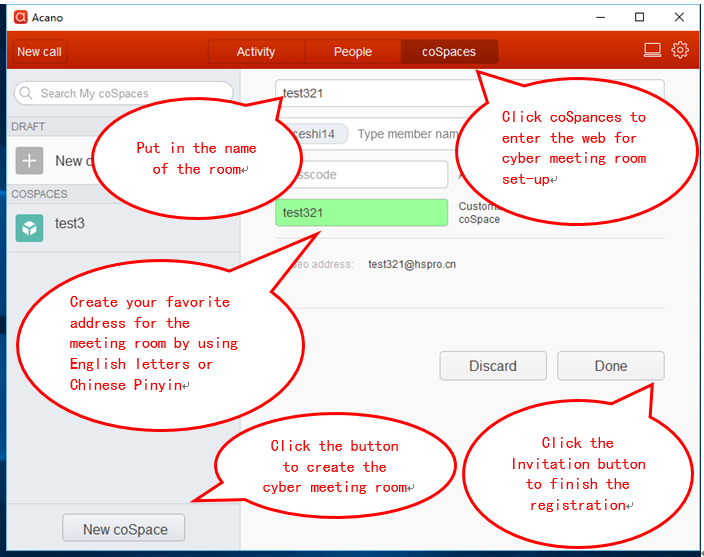 Acano
New call
Activity
People
coSpaces
Search My coSpaces
DRAFT
New
COSPACES
test3
New coSpace
test321
ceshi14
Type member nam
test321
address:
test321@hspro.cn
coSpace
Discard
Done
Click coSpances to
enter the web for
cyber meeting room
set-up
Put in the name
of the room
Create your favorite
address for the
meeting room by using
English letters or
Chinese Pinyin
Click the button
to create the
cyber meeting room
Click the
Invitation button
to finish the
registration